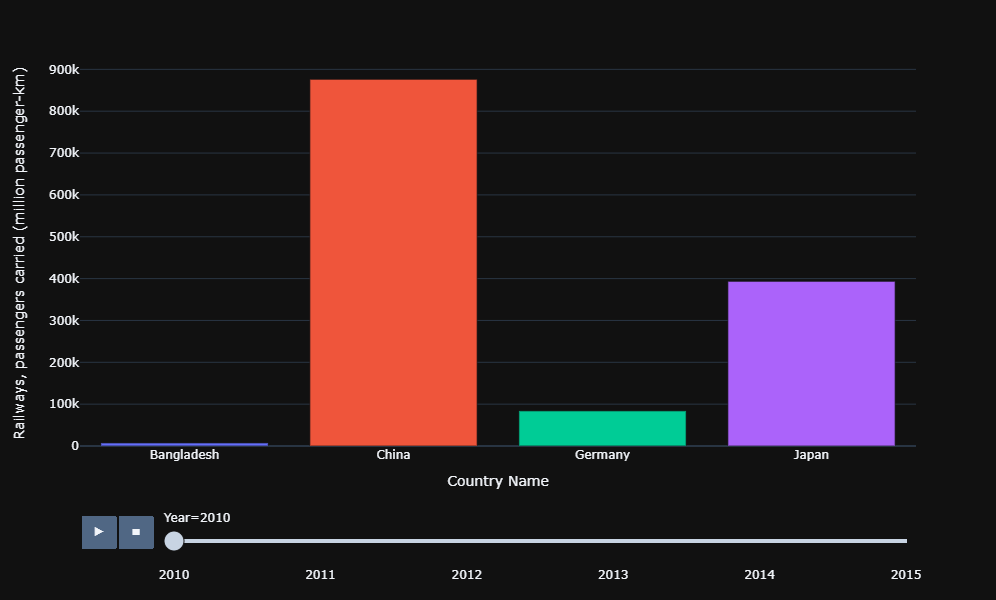 Railways, passengers carried (million passenger-km)
900k
800k
700k
600k
500k
400k
300k
200k
100k
0
Bangladesh China Germany Japan
Country Name
Year=2010
2010 2011 2012 2013 2014 2015